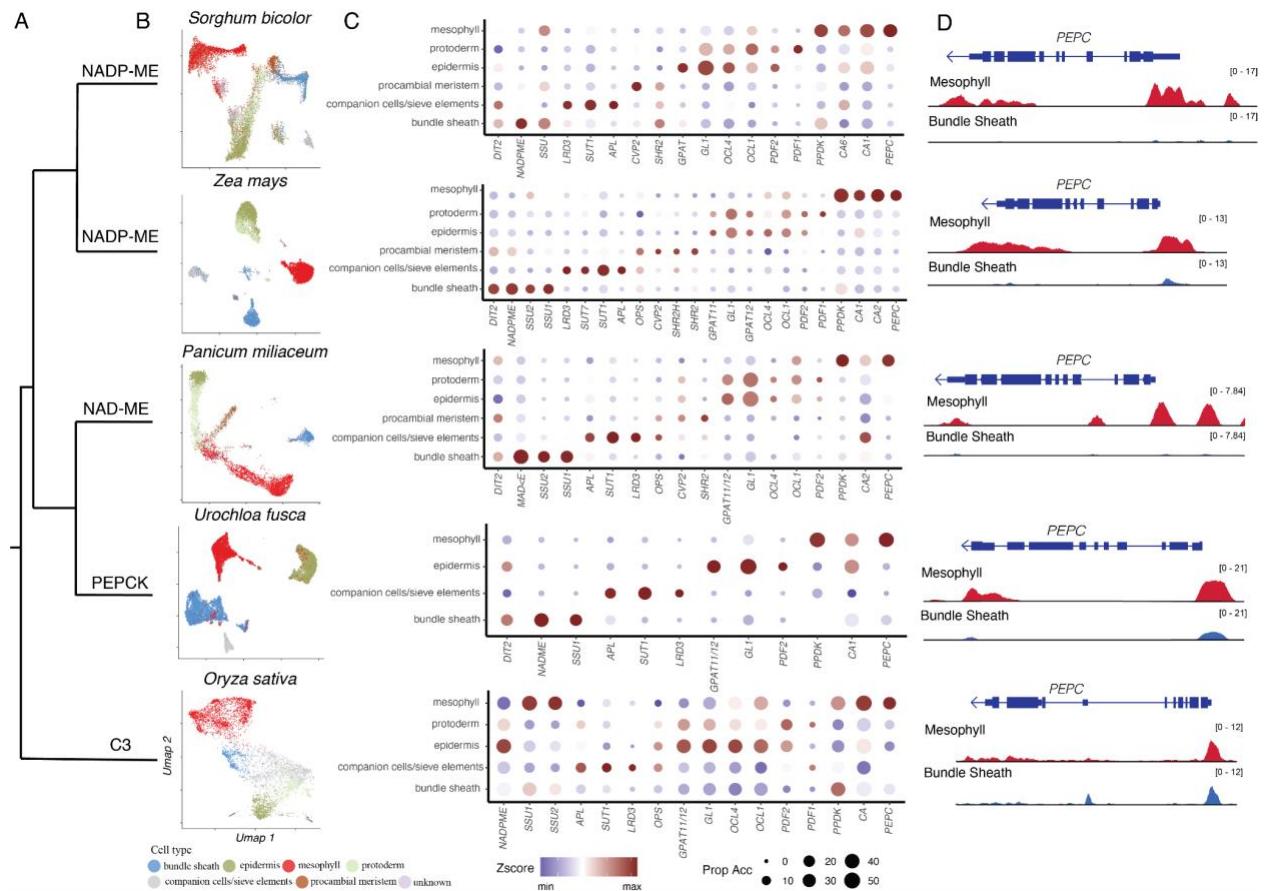 A
B
C
D
NADP-ME
NADP-ME
NAD-ME
PEPCK
C3
Sorghum bicolor
Zea mays
Panicum miliaceum
Urochloa fusca
Oryza sativa
Umap 2
Umap 1
mesophyll
protoderm
epidermis
procambial meristem
companion cells/sieve elements
bundle sheath
DIT2 NADPME SSU LRD3 SUT1 APL CVP2 SHR2 GPAT GL1 OCL4 OCL1 PDF2 PDF1 PPDK CA6 CA1 PEPC
mesophyll
protoderm
epidermis
procambial meristem
companion cells/sieve elements
bundle sheath
DIT2 NADPME SSU2 SSU1 LRD3 SUT7 SUT1 APL OPS CVP2 SHR2H SHR2 GPAT11 GL1 GPAT12 OCL4 OCL1 PDF2 PDF1 PPDK CA1 CA2 PEPC
mesophyll
protoderm
epidermis
procambial meristem
companion cells/sieve elements
bundle sheath
DIT2 SSU2 SSU1 APL SUT1 LRD3 OPS CVP2 SHR2 GPAT11/12 GL1 OCL4 OCL1 PDF2 PPDK CA2 PEPC
mesophyll
epidermis
companion cells/sieve elements
bundle sheath
DIT2 NADME SSU1 APL SUT1 LRD3 GPAT11/12 GL1 PDF2 PPDK CA1 PEPC
mesophyll
protoderm
epidermis
companion cells/sieve elements
bundle sheath
NADPME SSU1 SSU2 APL SUT1 LRD3 OPS GPAT11/12 GL1 OCL4 OCL1 PDF2 PDF1 PPDK CA PEPC
PEPC
[0 - 17]
Mesophyll
[0 - 17]
Bundle Sheath
PEPC
[0 - 13]
Mesophyll
[0 - 13]
Bundle Sheath
PEPC
[0 - 7.84]
Mesophyll
[0 - 7.84]
Bundle Sheath
PEPC
[0 - 21]
Mesophyll
[0 - 21]
Bundle Sheath
PEPC
[0 - 12]
Mesophyll
[0 - 12]
Bundle Sheath
Cell type
bundle sheath epidermis mesophyll protoderm
companion cells/sieve elements procambial meristem unknown
Zscore
min max
Prop Acc
0 20 40
10 30 50